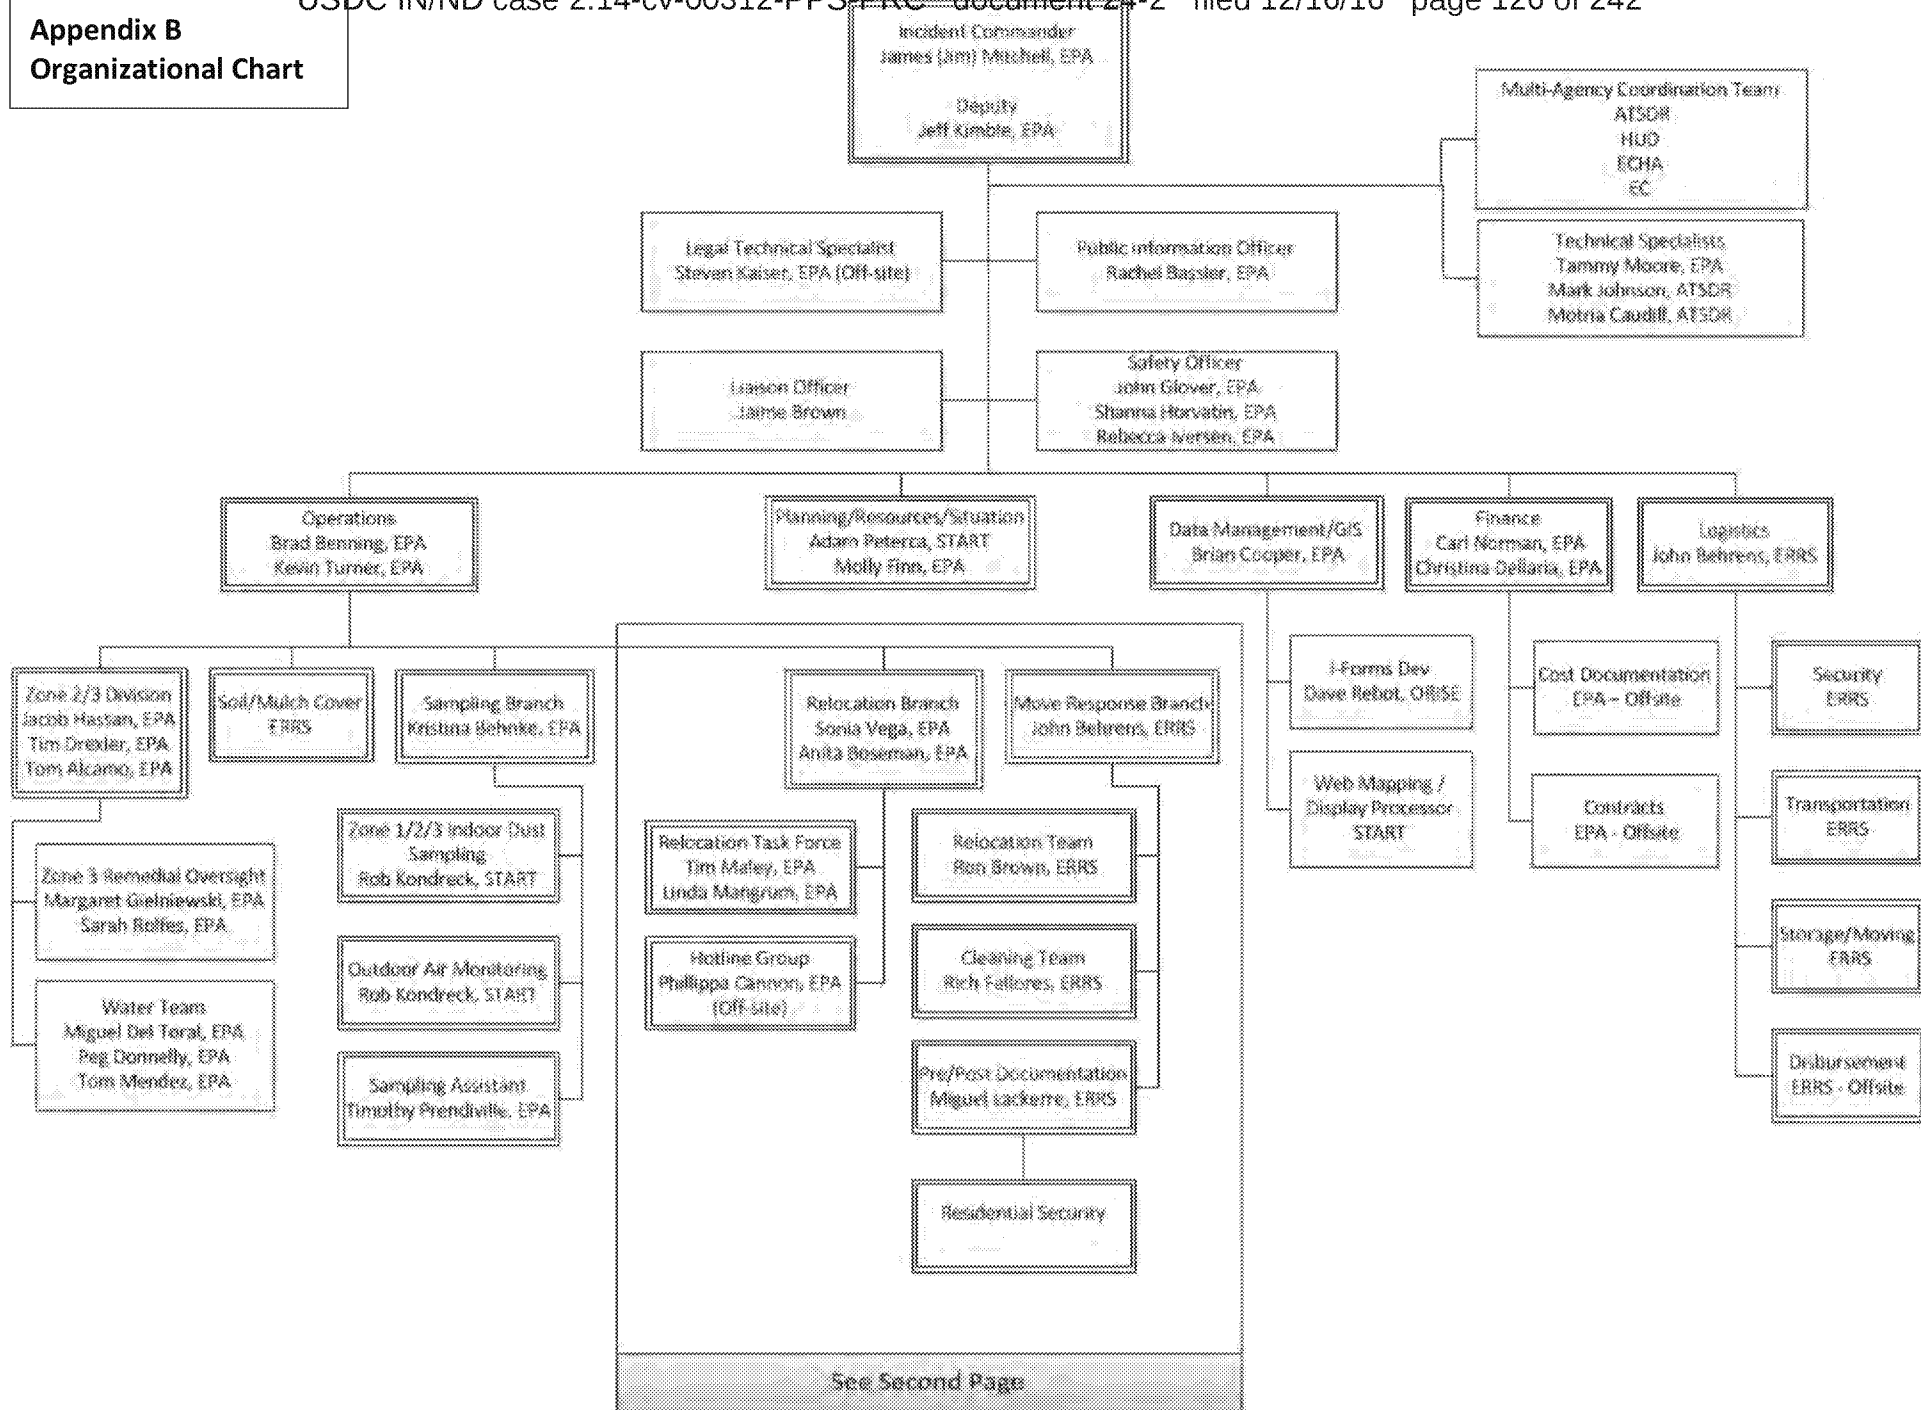 USDC IN/ND case 2:14-cv-00312-PPS-PRC document 24-2 filed 12/16/16 page 126 of 242
Appendix B
Organizational Chart
Incident Commander
James (Jim) Mitchell, EPA
Deputy
Jeff Kimble, EPA
Multi-Agency Coordination Team
ATSDR
HUD
ECHA
EC
Technical Specialists
Tammy Moore, EPA
Mark Johnson, ATSDR
Motria Caudill, ATSDR
Legal Technical Specialist
Steven Kaiser, EPA (Off-site)
Public Information Officer
Rachel Bassler, EPA
Liaison Officer
Jaime Brown
Safety Officer
John Glover, EPA
Shanna Horvatin, EPA
Rebecca Iversen, EPA
Operations
Brad Benning, EPA
Kevin Turner, EPA
Planning/Resources/Situation
Adam Peterca, START
Molly Finn, EPA
Data Management/GIS
Brian Cooper, EPA
Finance
Carl Norman, EPA
Christina Dellaria, EPA
Logistics
John Behrens, ERRS
Zone 2/3 Division
Jacob Hassan, EPA
Tim Drexler, EPA
Tom Alcamo, EPA
Soil/Mulch Cover
ERRS
Sampling Branch
Kristina Behnke, EPA
Relocation Branch
Sonia Vega, EPA
Anita Boseman, EPA
Move Response Branch
John Behrens, ERRS
I-Forms Dev
Dave Rebot, ORISE
Cost Documentation
EPA – Offsite
Security
ERRS
Zone 3 Remedial Oversight
Margaret Gielniewski, EPA
Sarah Rolfes, EPA
Zone 1/2/3 Indoor Dust
Sampling
Rob Kondreck, START
Relocation Task Force
Tim Maley, EPA
Linda Mangrum, EPA
Relocation Team
Ron Brown, ERRS
Web Mapping /
Display Processor
START
Contracts
EPA - Offsite
Transportation
ERRS
Water Team
Miguel Del Toral, EPA
Peg Donnelly, EPA
Tom Mendez, EPA
Outdoor Air Monitoring
Rob Kondreck, START
Hotline Group
Phillippa Cannon, EPA
(Off-site)
Cleaning Team
Rich Fallores, ERRS
Storage/Moving
ERRS
Sampling Assistant
Timothy Prendiville, EPA
Pre/Post Documentation
Miguel Lackerre, ERRS
Disbursement
ERRS - Offsite
Residential Security
See Second Page